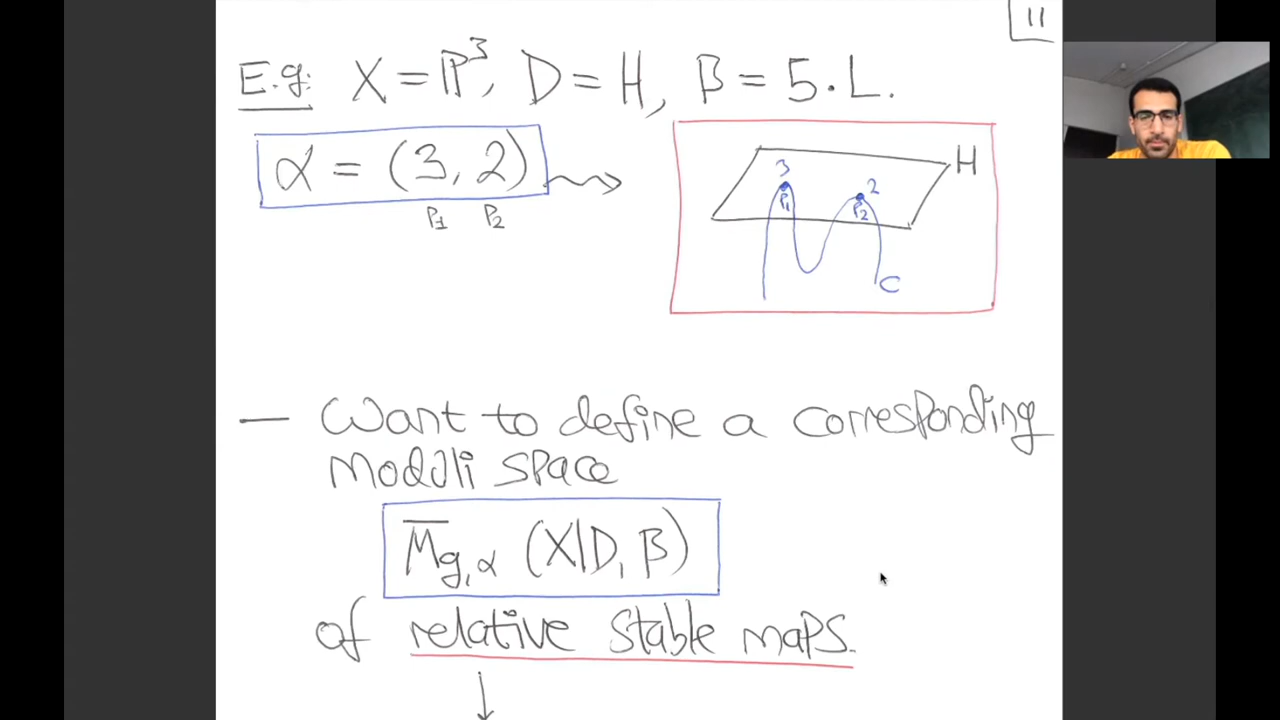 11
E.g: X = ℙ³, D = H, β = 5·L.
α = (3, 2)
P₁ P₂
H
3
2
P₁
P₂
C
— Want to define a corresponding
Moduli space
M̅g,α (X|D, β)
of relative stable maps.